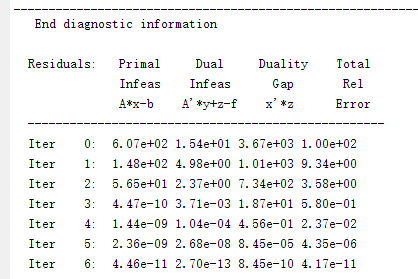 End diagnostic information
Residuals: Primal Dual Duality Total
Infeas Infeas Gap Rel
A*x-b A'*y+z-f x'*z Error
Iter 0: 6.07e+02 1.54e+01 3.67e+03 1.00e+02
Iter 1: 1.48e+02 4.98e+00 1.01e+03 9.34e+00
Iter 2: 5.65e+01 2.37e+00 7.34e+02 3.58e+00
Iter 3: 4.47e-10 3.71e-03 1.87e+01 5.80e-01
Iter 4: 1.44e-09 1.04e-04 4.56e-01 2.37e-02
Iter 5: 2.36e-09 2.68e-08 8.45e-05 4.35e-06
Iter 6: 4.46e-11 2.70e-13 8.45e-10 4.17e-11